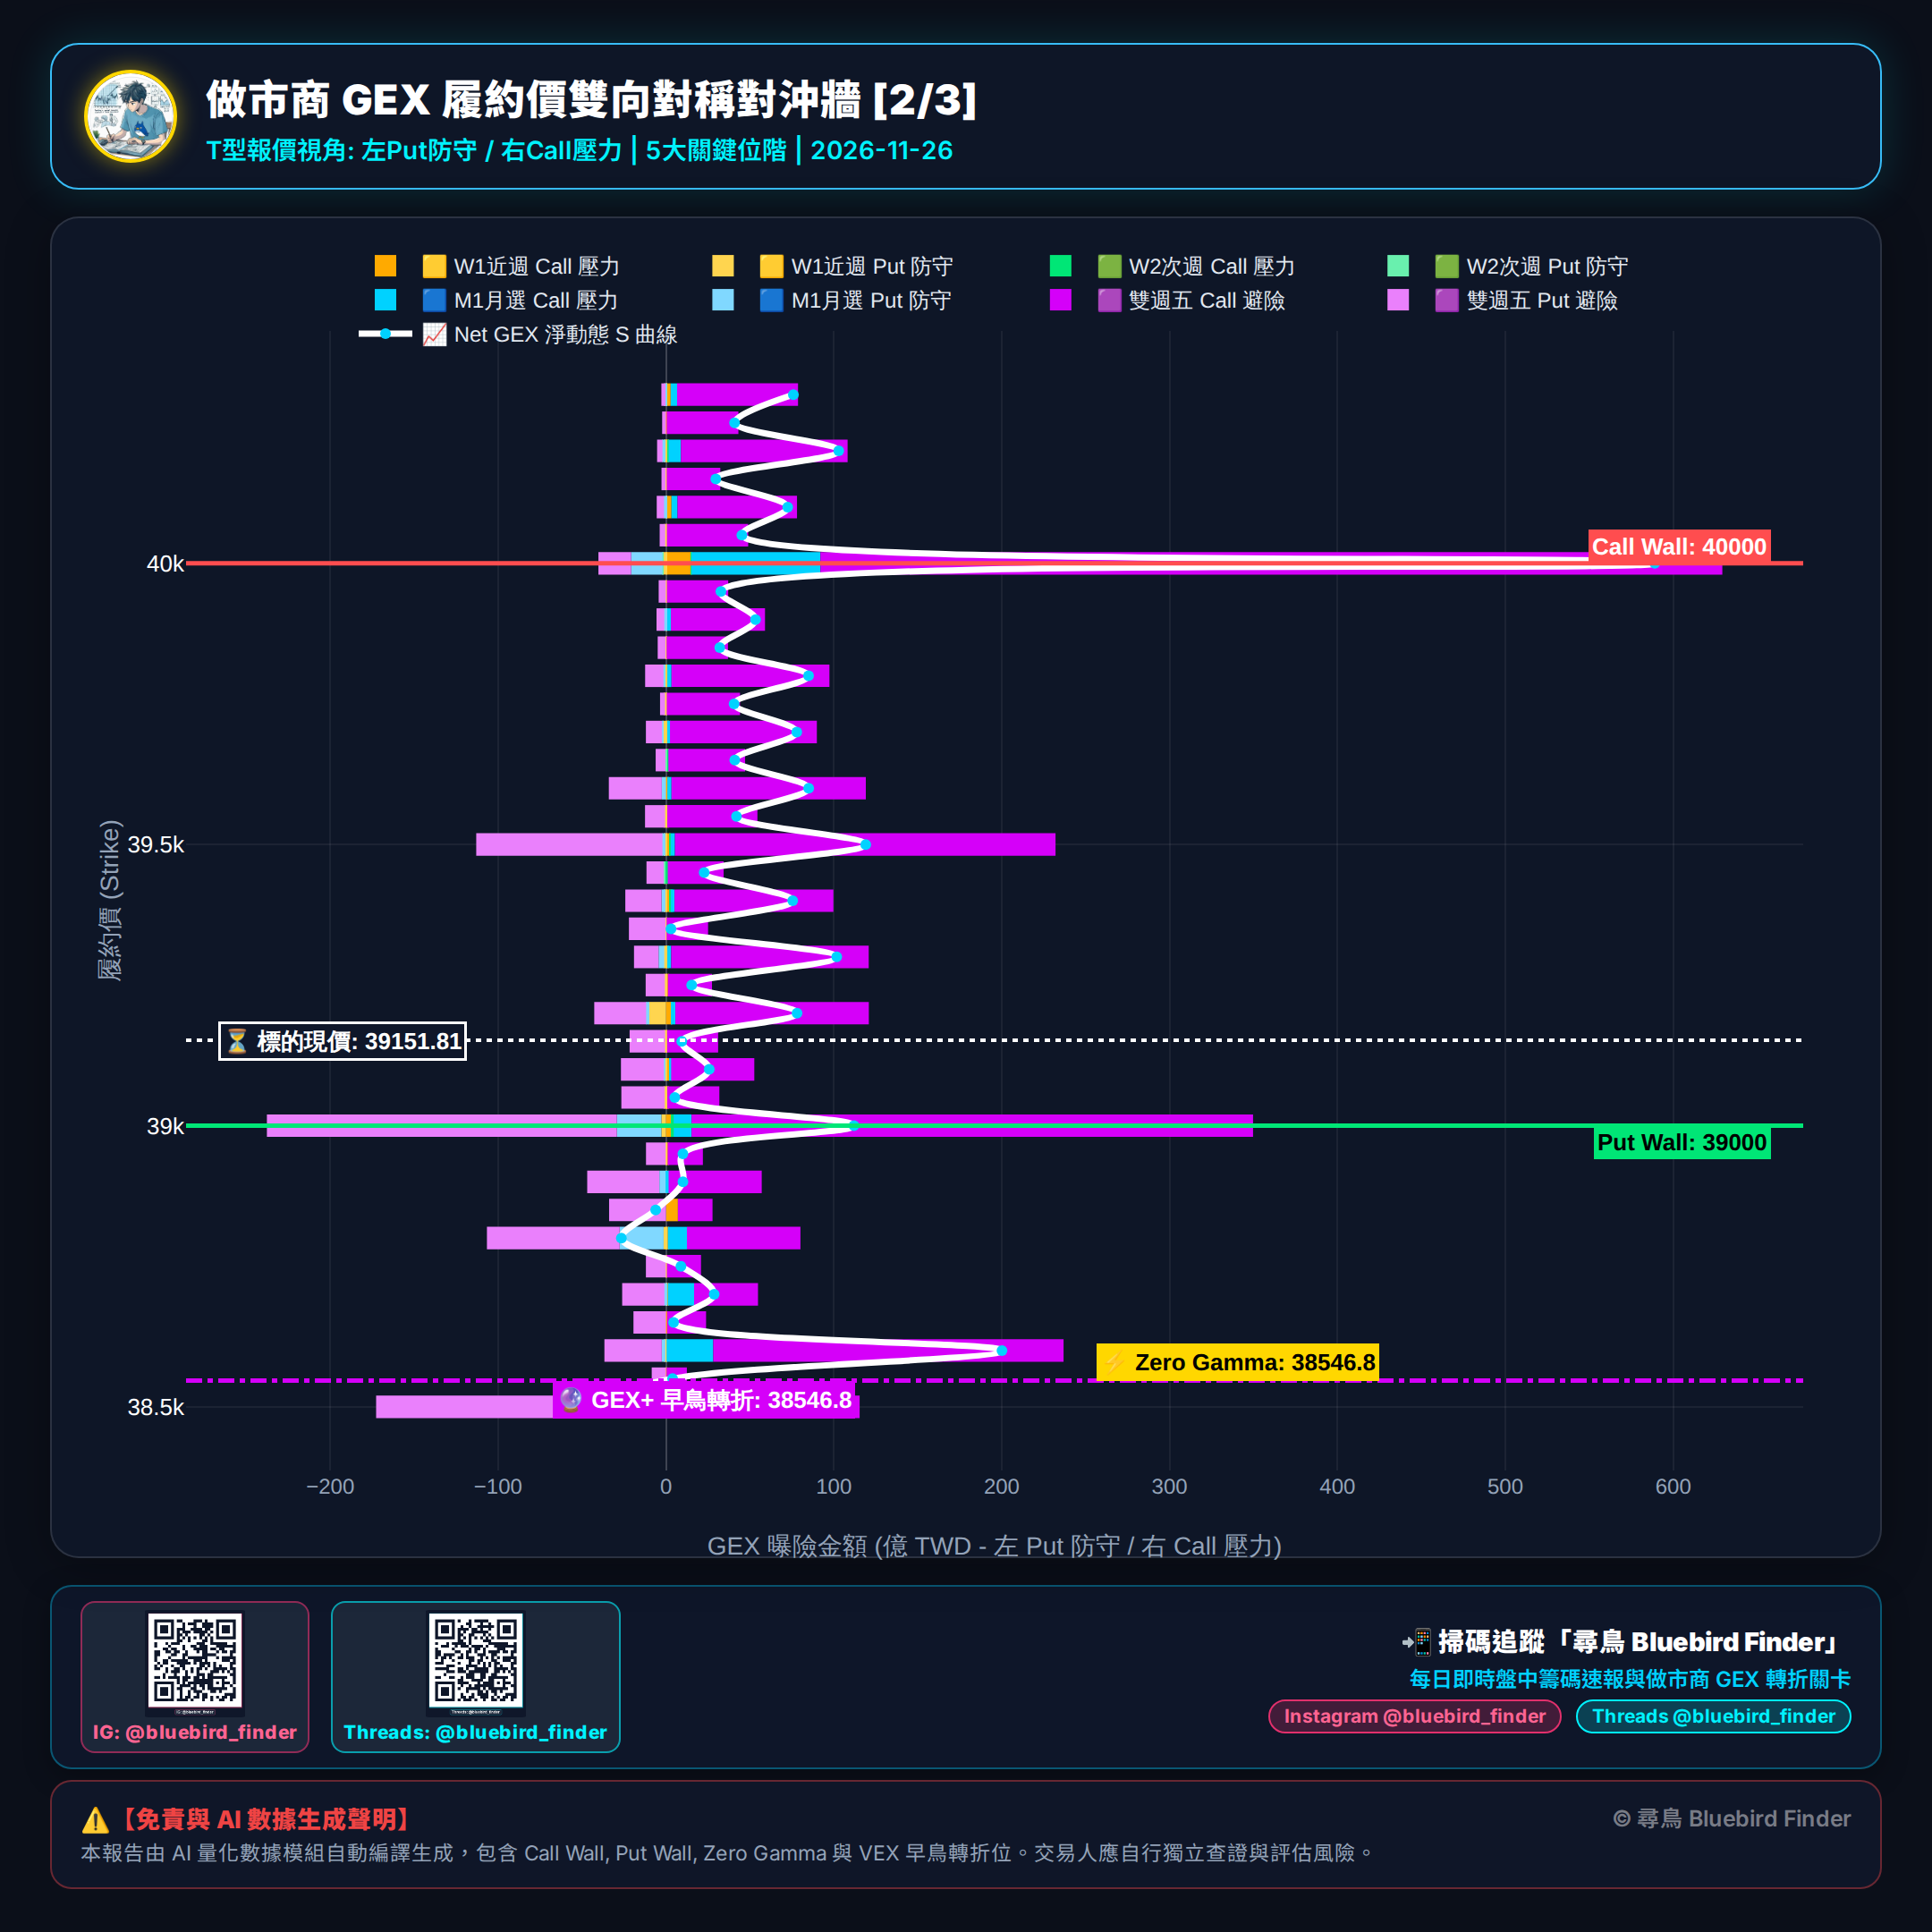 做市商 GEX 履約價雙向對稱對沖牆 [2/3]
T型報價視角: 左Put防守 / 右Call壓力 | 5大關鍵位階 | 2026-11-26
W1近週 Call 壓力
W1近週 Put 防守
W2次週 Call 壓力
W2次週 Put 防守
M1月選 Call 壓力
M1月選 Put 防守
雙週五 Call 避險
雙週五 Put 避險
Net GEX 淨動態 S 曲線
Call Wall: 40000
40k
39.5k
履約價 (Strike)
標的現價: 39151.81
39k
Put Wall: 39000
⚡ Zero Gamma: 38546.8
🔮 GEX+ 早鳥轉折: 38546.8
38.5k
−200
−100
0
100
200
300
400
500
600
GEX 曝險金額 (億 TWD - 左 Put 防守 / 右 Call 壓力)
IG: @bluebird_finder
Threads: @bluebird_finder
📲 掃碼追蹤「尋鳥 Bluebird Finder」
每日即時盤中籌碼速報與做市商 GEX 轉折關卡
Instagram @bluebird_finder
Threads @bluebird_finder
⚠️【免責與 AI 數據生成聲明】
© 尋鳥 Bluebird Finder
本報告由 AI 量化數據模組自動編譯生成，包含 Call Wall, Put Wall, Zero Gamma 與 VEX 早鳥轉折位。交易人應自行獨立查證與評估風險。